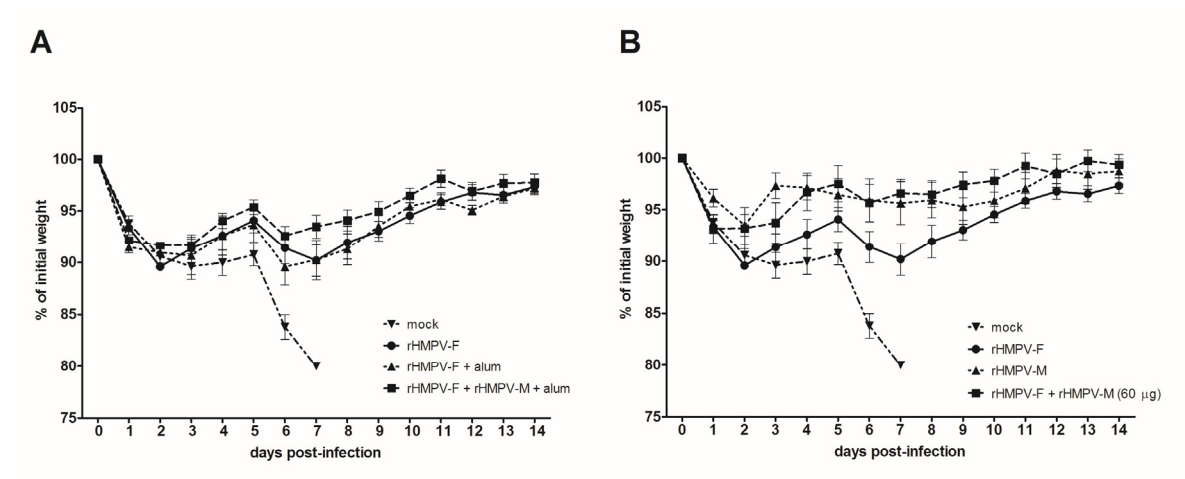 A
105
100
95
90
85
80
75
% of initial weight
mock
rHMPV-F
rHMPV-F + alum
rHMPV-F + rHMPV-M + alum
0 1 2 3 4 5 6 7 8 9 10 11 12 13 14
days post-infection
B
105
100
95
90
85
80
75
% of initial weight
mock
rHMPV-F
rHMPV-M
rHMPV-F + rHMPV-M (60 μg)
0 1 2 3 4 5 6 7 8 9 10 11 12 13 14
days post-infection